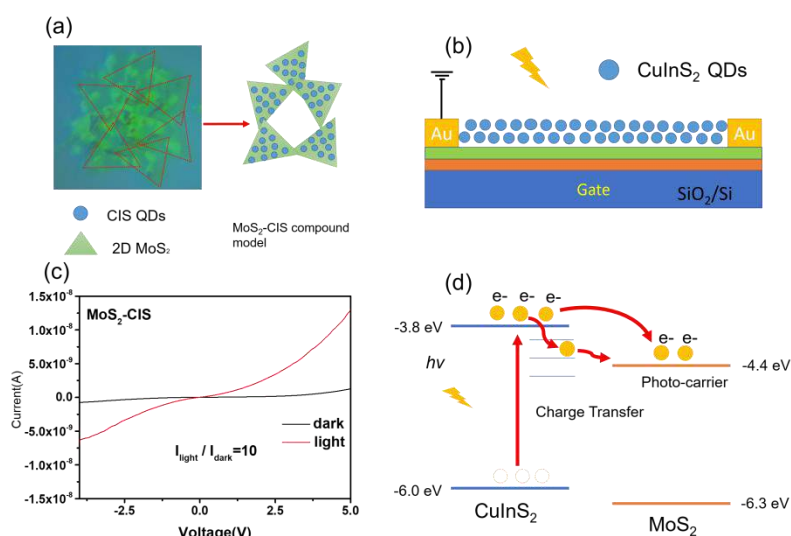 (a)
CIS QDs
2D MoS₂
MoS₂-CIS compound
model
(b)
CuInS₂ QDs
Au
Au
Gate
SiO₂/Si
(c)
MoS₂-CIS
Current(A)
1.5x10⁻⁸
1.0x10⁻⁸
5.0x10⁻⁹
0.0
-5.0x10⁻⁹
-1.0x10⁻⁸
-1.5x10⁻⁸
dark
light
I light / I dark=10
-2.5
0.0
2.5
5.0
Voltage(V)
(d)
e- e- e-
-3.8 eV
hν
e- e-
-4.4 eV
Photo-carrier
Charge Transfer
-6.0 eV
CuInS₂
-6.3 eV
MoS₂